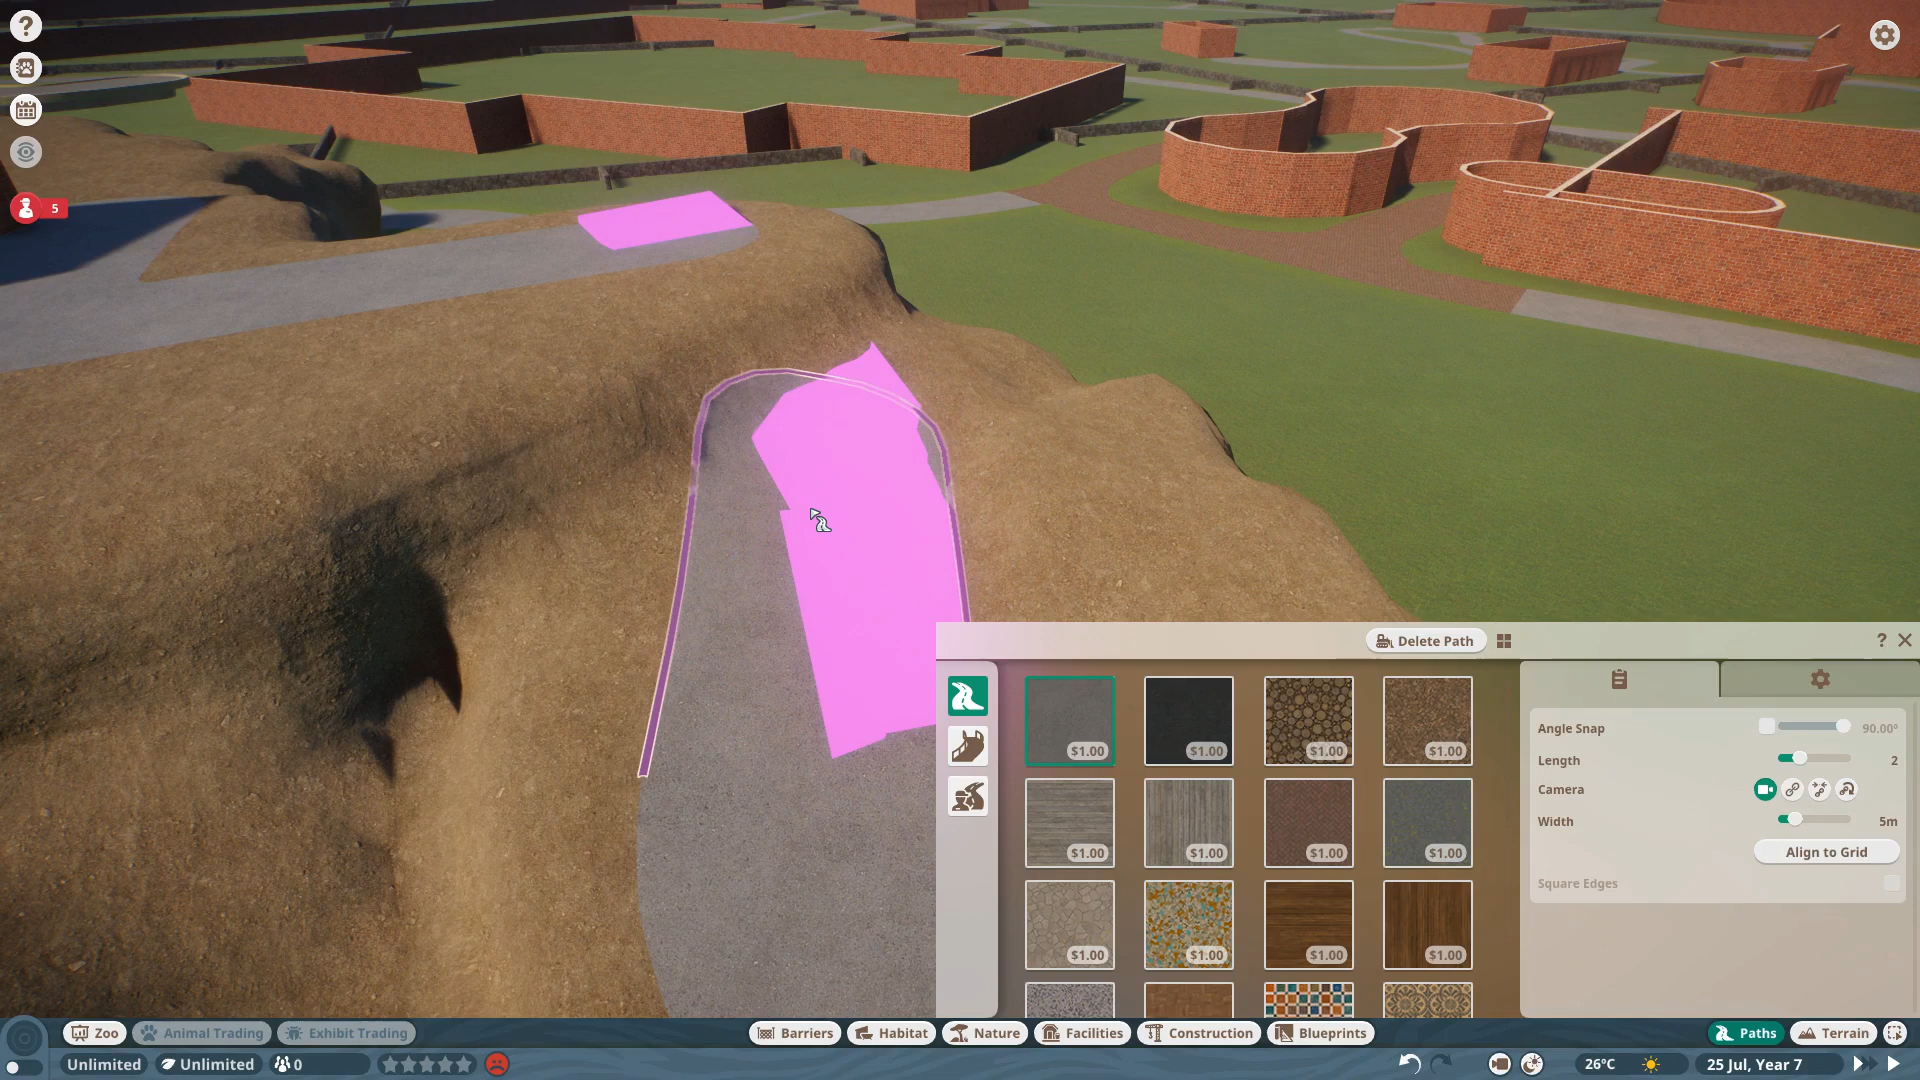 5
Delete Path
?
$1.00
$1.00
$1.00
$1.00
$1.00
$1.00
$1.00
$1.00
$1.00
$1.00
$1.00
$1.00
Angle Snap 90.00°
Length 2
Camera
Width 5m
Align to Grid
Square Edges
Zoo Animal Trading Exhibit Trading Barriers Habitat Nature Facilities Construction Blueprints Paths Terrain
Unlimited Unlimited 0 26°C 25 Jul, Year 7